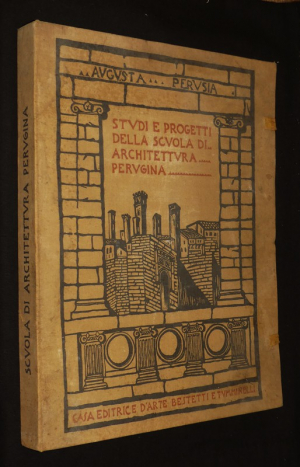 SCVOLA DI ARCHITETTVRA PERVGINA
..AVGVSTA...PERVSIA..
STVDI E PROGETTI
DELLA SCVOLA DI
ARCHITETTVRA
PERVGINA
CASA EDITRICE D'ARTE BESTETTI E TVMMINELLI